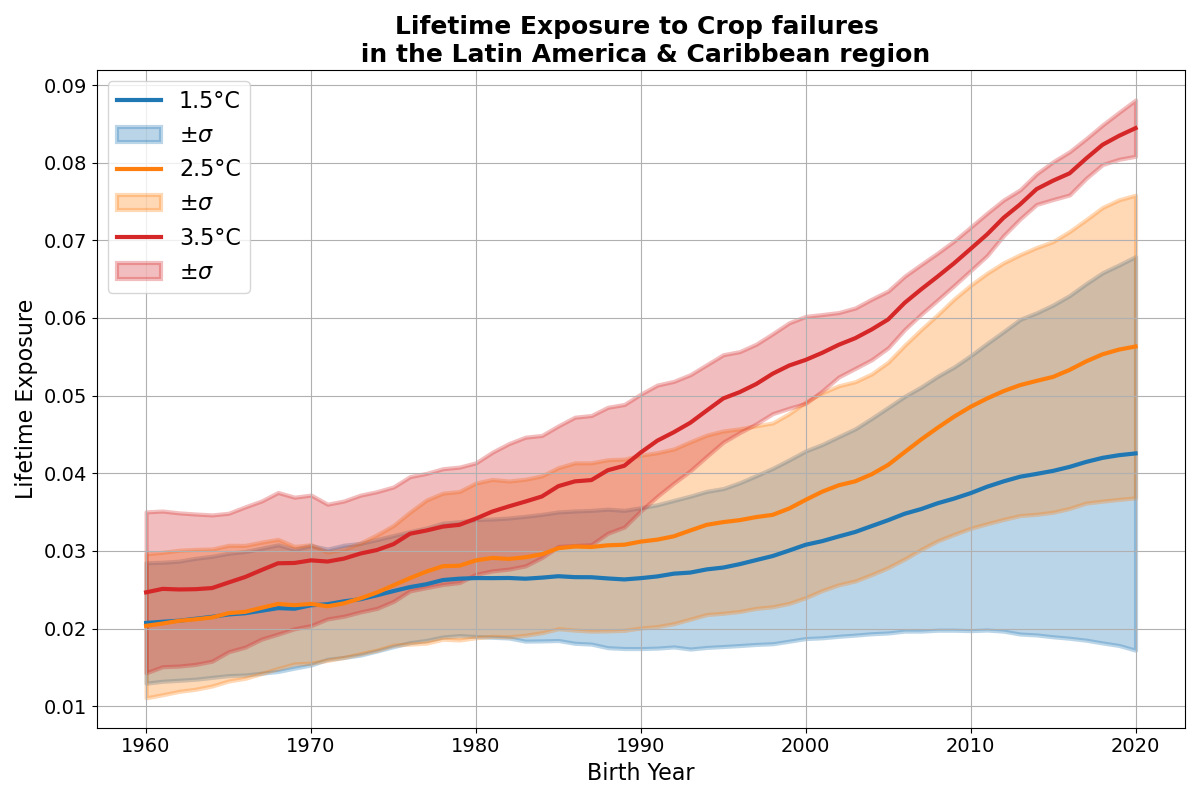 Lifetime Exposure to Crop failures
in the Latin America & Caribbean region
0.09
0.08
0.07
0.06
0.05
0.04
0.03
0.02
0.01
Lifetime Exposure
1.5°C
±σ
2.5°C
±σ
3.5°C
±σ
1960 1970 1980 1990 2000 2010 2020
Birth Year